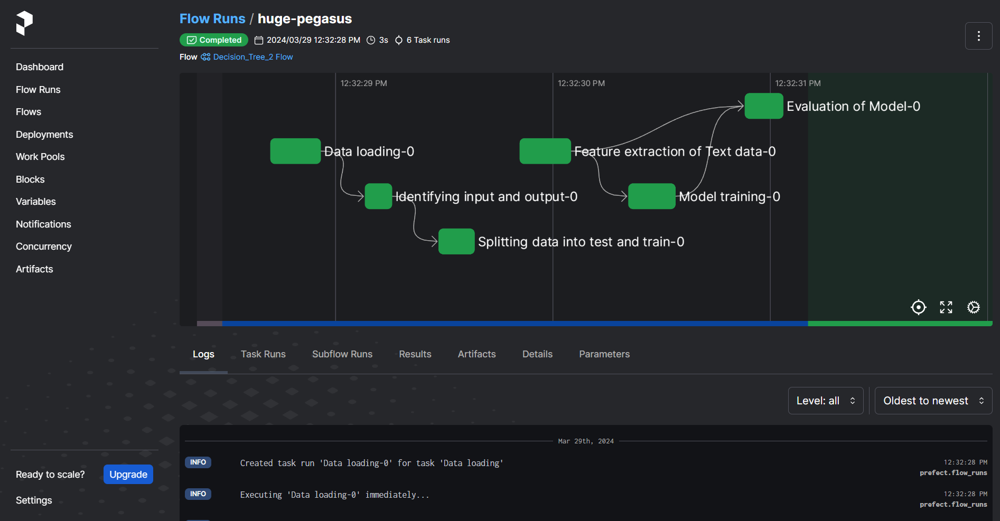 Flow Runs / huge-pegasus
Completed 2024/03/29 12:32:28 PM 3s 6 Task runs
Flow Decision_Tree_2 Flow
Dashboard
Flow Runs
Flows
Deployments
Work Pools
Blocks
Variables
Notifications
Concurrency
Artifacts
Ready to scale? Upgrade
Settings
12:32:29 PM 12:32:30 PM 12:32:31 PM
Evaluation of Model-0
Data loading-0 Feature extraction of Text data-0
Identifying input and output-0 Model training-0
Splitting data into test and train-0
Logs Task Runs Subflow Runs Results Artifacts Details Parameters
Level: all Oldest to newest
Mar 29th, 2024
INFO Created task run 'Data loading-0' for task 'Data loading' 12:32:28 PM
prefect.flow_runs
INFO Executing 'Data loading-0' immediately... 12:32:28 PM
prefect.flow_runs